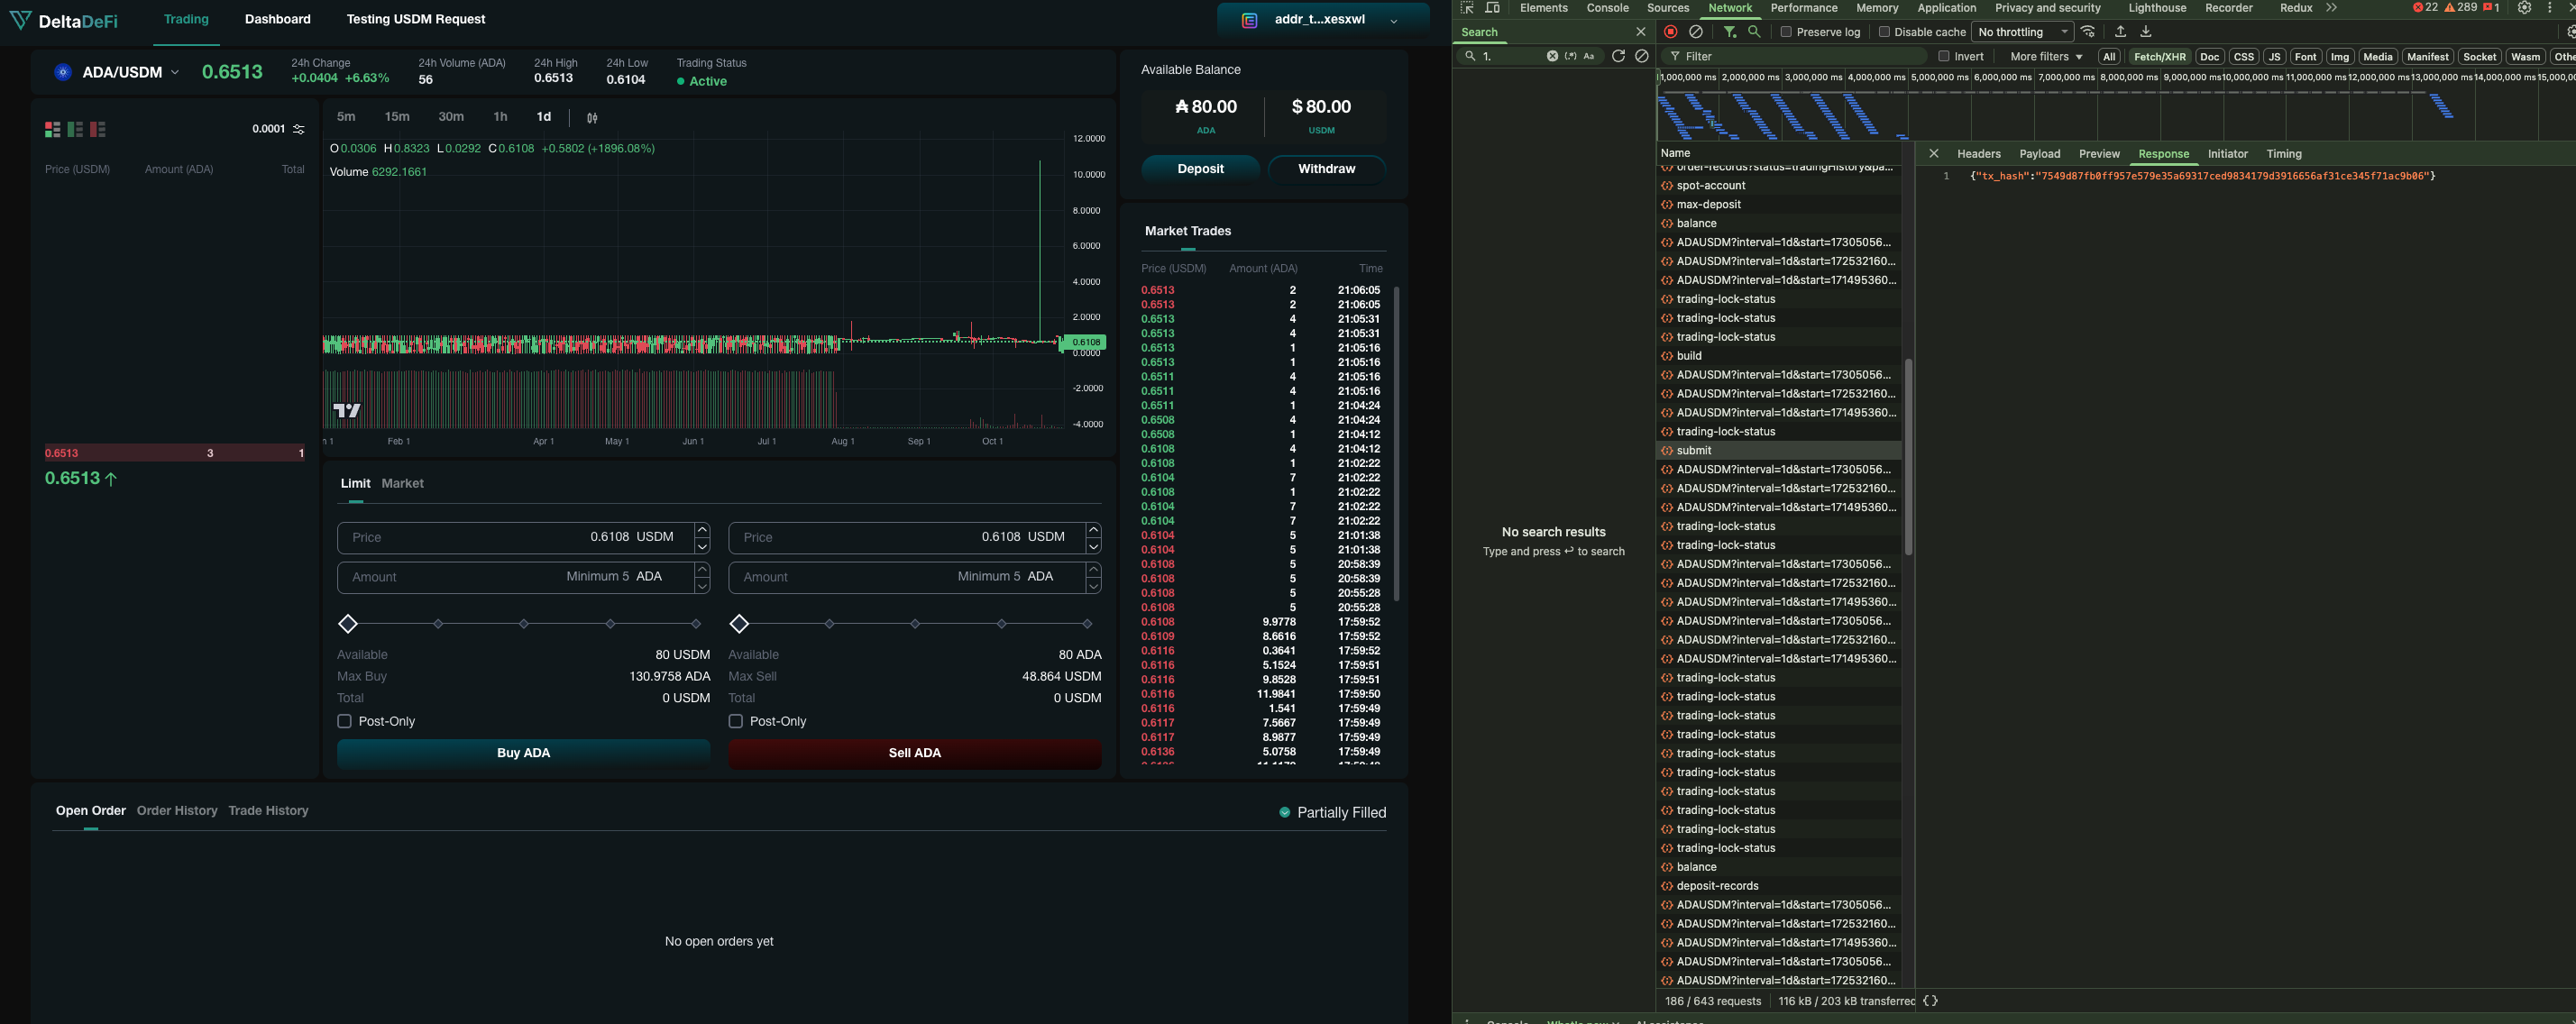 DeltaDeFi
Trading
Dashboard
Testing USDM Request
addr_t...xesxwl
ADA/USDM
0.6513
24h Change
+0.0404 +6.63%
24h Volume (ADA)
56
24h High
0.6513
24h Low
0.6104
Trading Status
Active
0.0001
Price (USDM) Amount (ADA) Total
0.6513 3 1
0.6513
5m 15m 30m 1h 1d
O 0.0306 H 0.8323 L 0.0292 C 0.6108 +0.5802 (+1896.08%)
Volume 6292.1661
12.0000
10.0000
8.0000
6.0000
4.0000
2.0000
0.6108
0.0000
-2.0000
-4.0000
n 1 Feb 1 Apr 1 May 1 Jun 1 Jul 1 Aug 1 Sep 1 Oct 1
Limit Market
Price 0.6108 USDM
Amount Minimum 5 ADA
Available 80 USDM
Max Buy 130.9758 ADA
Total 0 USDM
Post-Only
Buy ADA
Price 0.6108 USDM
Amount Minimum 5 ADA
Available 80 ADA
Max Sell 48.864 USDM
Total 0 USDM
Post-Only
Sell ADA
Available Balance
₳ 80.00 $ 80.00
ADA USDM
Deposit Withdraw
Market Trades
Price (USDM) Amount (ADA) Time
0.6513 2 21:06:05
0.6513 2 21:06:05
0.6513 4 21:05:31
0.6513 4 21:05:31
0.6513 1 21:05:16
0.6513 1 21:05:16
0.6511 4 21:05:16
0.6511 4 21:05:16
0.6511 1 21:04:24
0.6508 4 21:04:24
0.6508 1 21:04:12
0.6108 4 21:04:12
0.6108 1 21:02:22
0.6104 7 21:02:22
0.6108 1 21:02:22
0.6104 7 21:02:22
0.6104 7 21:02:22
0.6104 5 21:01:38
0.6104 5 21:01:38
0.6108 5 20:58:39
0.6108 5 20:58:39
0.6108 5 20:55:28
0.6108 5 20:55:28
0.6108 9.9778 17:59:52
0.6109 8.6616 17:59:52
0.6116 0.3641 17:59:52
0.6116 5.1524 17:59:51
0.6116 9.8528 17:59:51
0.6116 11.9841 17:59:50
0.6116 1.541 17:59:49
0.6117 7.5667 17:59:49
0.6117 8.9877 17:59:49
0.6136 5.0758 17:59:49
Open Order Order History Trade History
Partially Filled
No open orders yet
Elements Console Sources Network Performance Memory Application Privacy and security Lighthouse Recorder Redux
22 289 1
Search
1.
Aa
No search results
Type and press ↩ to search
Preserve log Disable cache No throttling
Filter Invert More filters All Fetch/XHR Doc CSS JS Font Img Media Manifest Socket Wasm Othe
1,000,000 ms 2,000,000 ms 3,000,000 ms 4,000,000 ms 5,000,000 ms 6,000,000 ms 7,000,000 ms 8,000,000 ms 9,000,000 ms 10,000,000 ms 11,000,000 ms 12,000,000 ms 13,000,000 ms 14,000,000 ms 15,000,
Name
order-records?status=tradingHistory&pa...
spot-account
max-deposit
balance
ADAUSDM?interval=1d&start=17305056...
ADAUSDM?interval=1d&start=172532160...
ADAUSDM?interval=1d&start=171495360...
trading-lock-status
trading-lock-status
trading-lock-status
build
ADAUSDM?interval=1d&start=17305056...
ADAUSDM?interval=1d&start=172532160...
ADAUSDM?interval=1d&start=171495360...
trading-lock-status
submit
ADAUSDM?interval=1d&start=17305056...
ADAUSDM?interval=1d&start=172532160...
ADAUSDM?interval=1d&start=171495360...
trading-lock-status
trading-lock-status
ADAUSDM?interval=1d&start=17305056...
ADAUSDM?interval=1d&start=172532160...
ADAUSDM?interval=1d&start=171495360...
ADAUSDM?interval=1d&start=17305056...
ADAUSDM?interval=1d&start=172532160...
ADAUSDM?interval=1d&start=171495360...
trading-lock-status
trading-lock-status
trading-lock-status
trading-lock-status
trading-lock-status
trading-lock-status
trading-lock-status
trading-lock-status
trading-lock-status
trading-lock-status
balance
deposit-records
ADAUSDM?interval=1d&start=17305056...
ADAUSDM?interval=1d&start=172532160...
ADAUSDM?interval=1d&start=171495360...
ADAUSDM?interval=1d&start=17305056...
ADAUSDM?interval=1d&start=172532160...
Headers Payload Preview Response Initiator Timing
1 {"tx_hash":"7549d87fb0ff957e579e35a69317ced9834179d3916656af31ce345f71ac9b06"}
186 / 643 requests 116 kB / 203 kB transferred